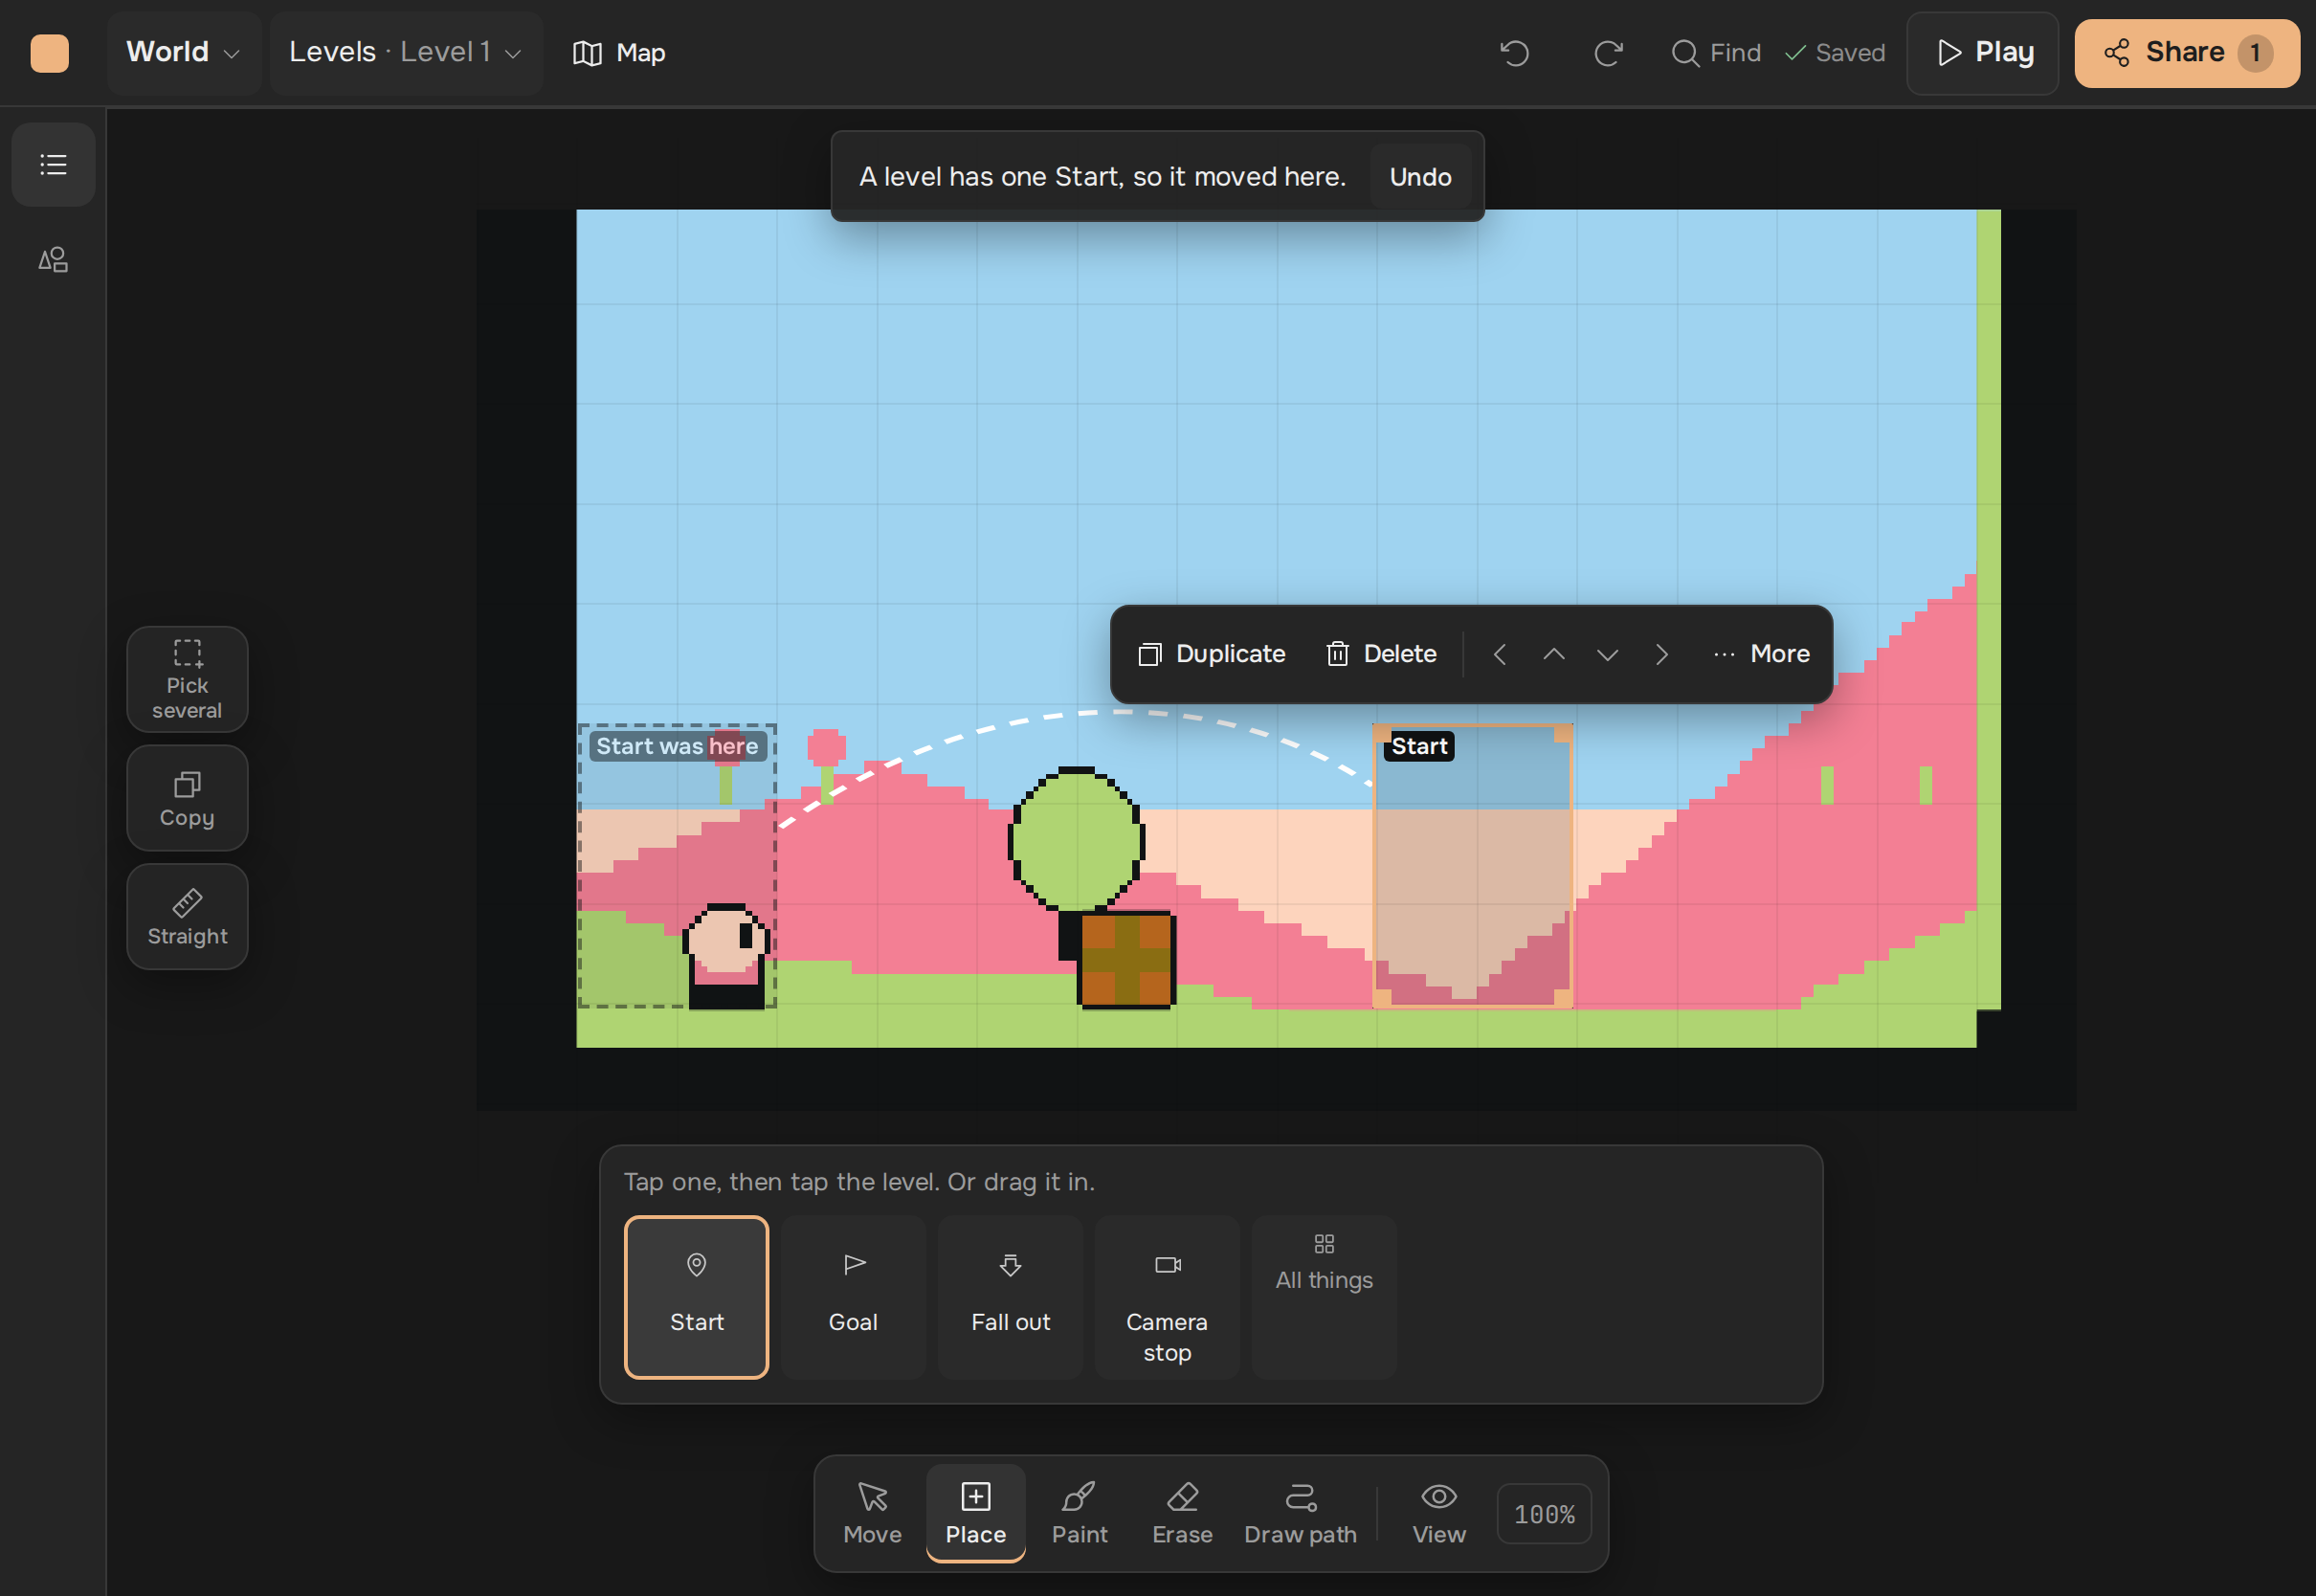 World
Levels · Level 1
Map
Find
Saved
Play
Share 1
A level has one Start, so it moved here.
Undo
Duplicate
Delete
More
Pick
several
Start was here
Start
Copy
Straight
Tap one, then tap the level. Or drag it in.
Start
Goal
Fall out
Camera
stop
All things
Move
Place
Paint
Erase
Draw path
View
100%